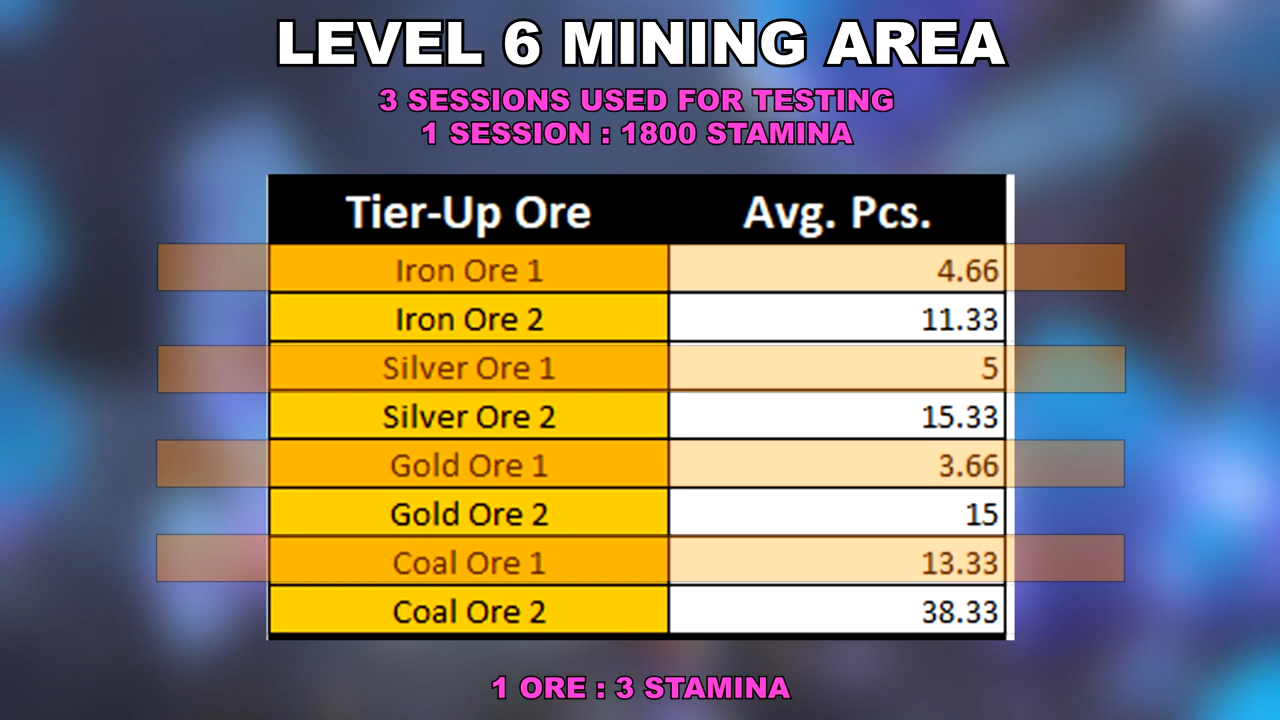 LEVEL 6 MINING AREA
3 SESSIONS USED FOR TESTING
1 SESSION : 1800 STAMINA
Tier-Up Ore Avg. Pcs.
Iron Ore 1 4.66
Iron Ore 2 11.33
Silver Ore 1 5
Silver Ore 2 15.33
Gold Ore 1 3.66
Gold Ore 2 15
Coal Ore 1 13.33
Coal Ore 2 38.33
1 ORE : 3 STAMINA